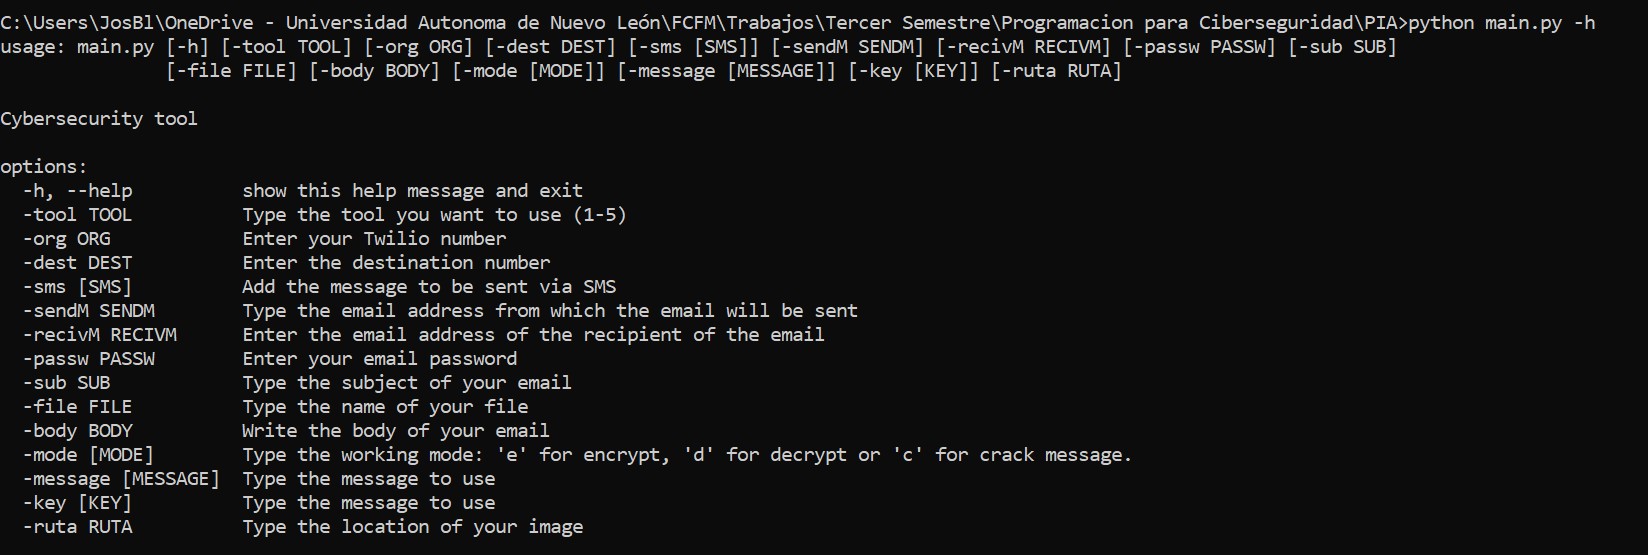 C:\Users\JosBl\OneDrive - Universidad Autonoma de Nuevo León\FCFM\Trabajos\Tercer Semestre\Programacion para Ciberseguridad\PIA>python main.py -h
usage: main.py [-h] [-tool TOOL] [-org ORG] [-dest DEST] [-sms [SMS]] [-sendM SENDM] [-recivM RECIVM] [-passw PASSW] [-sub SUB]
[-file FILE] [-body BODY] [-mode [MODE]] [-message [MESSAGE]] [-key [KEY]] [-ruta RUTA]
Cybersecurity tool
options:
-h, --help show this help message and exit
-tool TOOL Type the tool you want to use (1-5)
-org ORG Enter your Twilio number
-dest DEST Enter the destination number
-sms [SMS] Add the message to be sent via SMS
-sendM SENDM Type the email address from which the email will be sent
-recivM RECIVM Enter the email address of the recipient of the email
-passw PASSW Enter your email password
-sub SUB Type the subject of your email
-file FILE Type the name of your file
-body BODY Write the body of your email
-mode [MODE] Type the working mode: 'e' for encrypt, 'd' for decrypt or 'c' for crack message.
-message [MESSAGE] Type the message to use
-key [KEY] Type the message to use
-ruta RUTA Type the location of your image